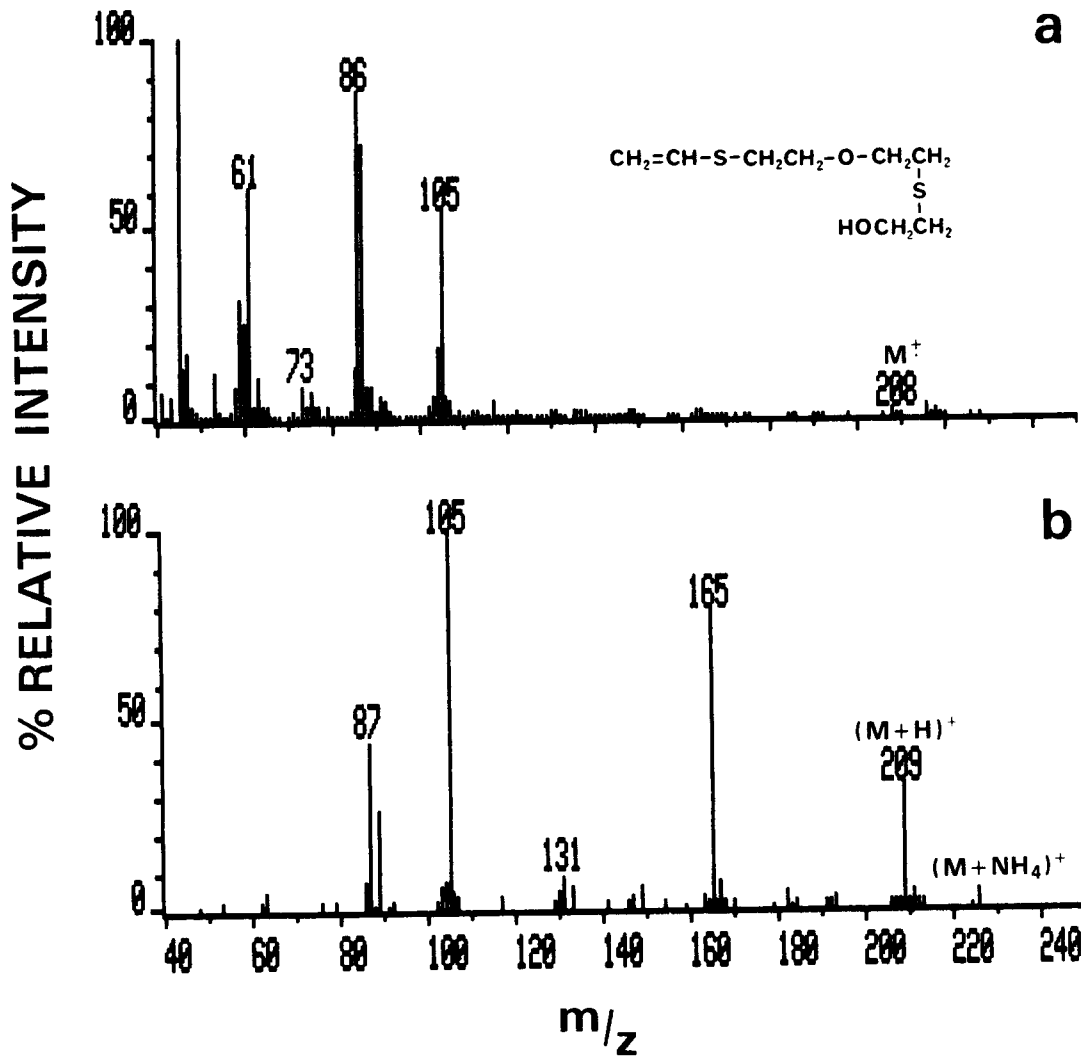 a
100
86
61
CH₂=CH-S-CH₂CH₂-O-CH₂CH₂
S
HOCH₂CH₂
105
50
73
M⁺·
208
0
% RELATIVE INTENSITY
b
100
105
165
50
87
(M+H)⁺
209
131
(M+NH₄)⁺
0
40 60 80 100 120 140 160 180 200 220 240
m/z